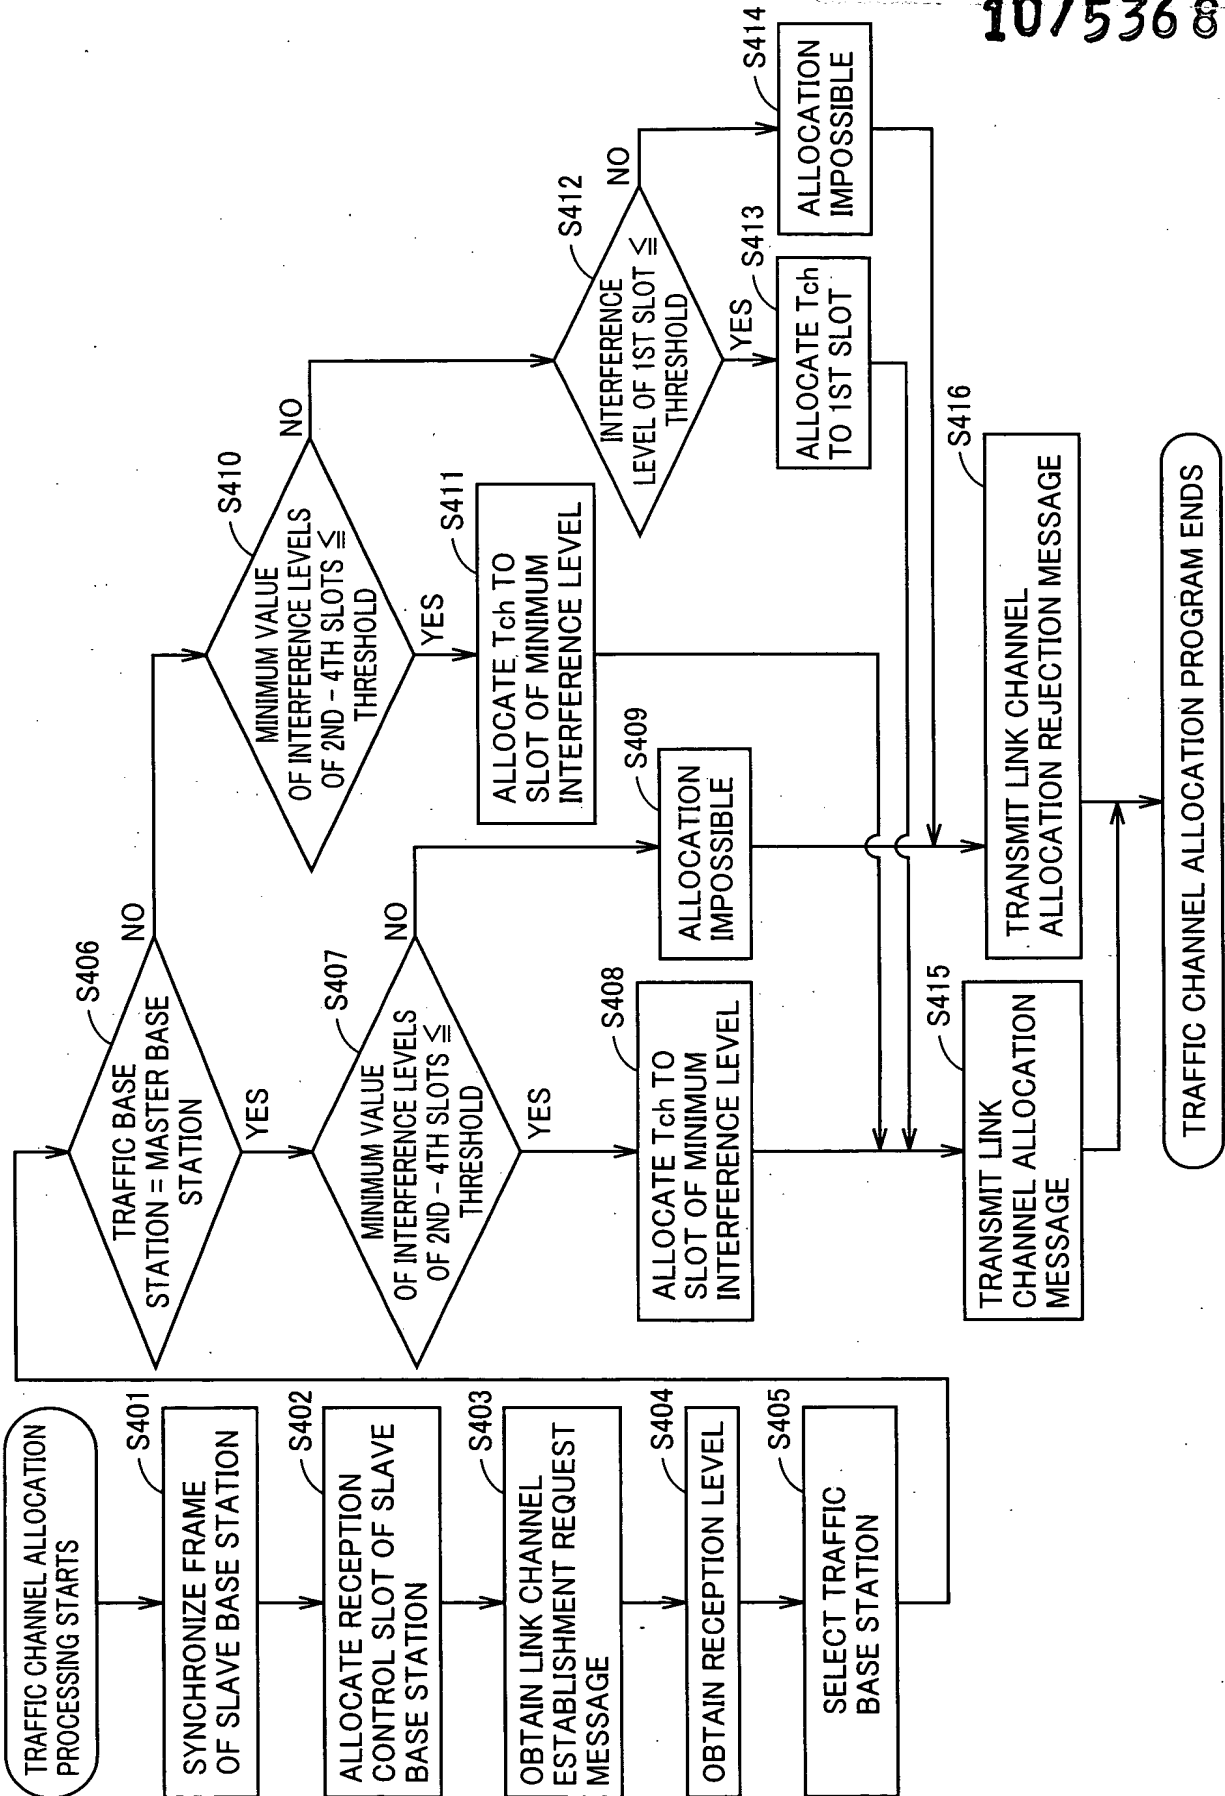 10/5368
TRAFFIC CHANNEL ALLOCATION
PROCESSING STARTS
S401
SYNCHRONIZE FRAME
OF SLAVE BASE STATION
S402
ALLOCATE RECEPTION
CONTROL SLOT OF SLAVE
BASE STATION
S403
OBTAIN LINK CHANNEL
ESTABLISHMENT REQUEST
MESSAGE
S404
OBTAIN RECEPTION LEVEL
S405
SELECT TRAFFIC
BASE STATION
S406
TRAFFIC BASE
STATION = MASTER BASE
STATION
NO
YES
S407
MINIMUM VALUE
OF INTERFERENCE LEVELS
OF 2ND - 4TH SLOTS ≦
THRESHOLD
NO
YES
S408
ALLOCATE Tch TO
SLOT OF MINIMUM
INTERFERENCE LEVEL
S409
ALLOCATION
IMPOSSIBLE
S410
MINIMUM VALUE
OF INTERFERENCE LEVELS
OF 2ND - 4TH SLOTS ≦
THRESHOLD
NO
YES
S411
ALLOCATE Tch TO
SLOT OF MINIMUM
INTERFERENCE LEVEL
S412
INTERFERENCE
LEVEL OF 1ST SLOT ≦
THRESHOLD
NO
YES
S413
ALLOCATE Tch
TO 1ST SLOT
S414
ALLOCATION
IMPOSSIBLE
S415
TRANSMIT LINK
CHANNEL ALLOCATION
MESSAGE
S416
TRANSMIT LINK CHANNEL
ALLOCATION REJECTION MESSAGE
TRAFFIC CHANNEL ALLOCATION PROGRAM ENDS